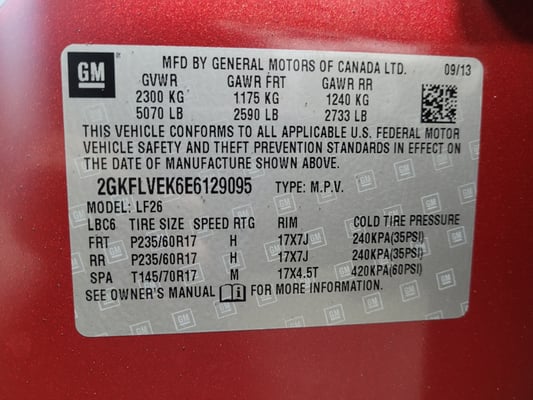 GM MFD BY GENERAL MOTORS OF CANADA LTD. 09/13
GVWR GAWR FRT GAWR RR
2300 KG 1175 KG 1240 KG
5070 LB 2590 LB 2733 LB
THIS VEHICLE CONFORMS TO ALL APPLICABLE U.S. FEDERAL MOTOR
VEHICLE SAFETY AND THEFT PREVENTION STANDARDS IN EFFECT ON
THE DATE OF MANUFACTURE SHOWN ABOVE.
2GKFLVEK6E6129095 TYPE: M.P.V.
MODEL: LF26
LBC6 TIRE SIZE SPEED RTG RIM COLD TIRE PRESSURE
FRT P235/60R17 H 17X7J 240KPA(35PSI)
RR P235/60R17 H 17X7J 240KPA(35PSI)
SPA T145/70R17 M 17X4.5T 420KPA(60PSI)
SEE OWNER'S MANUAL FOR MORE INFORMATION.